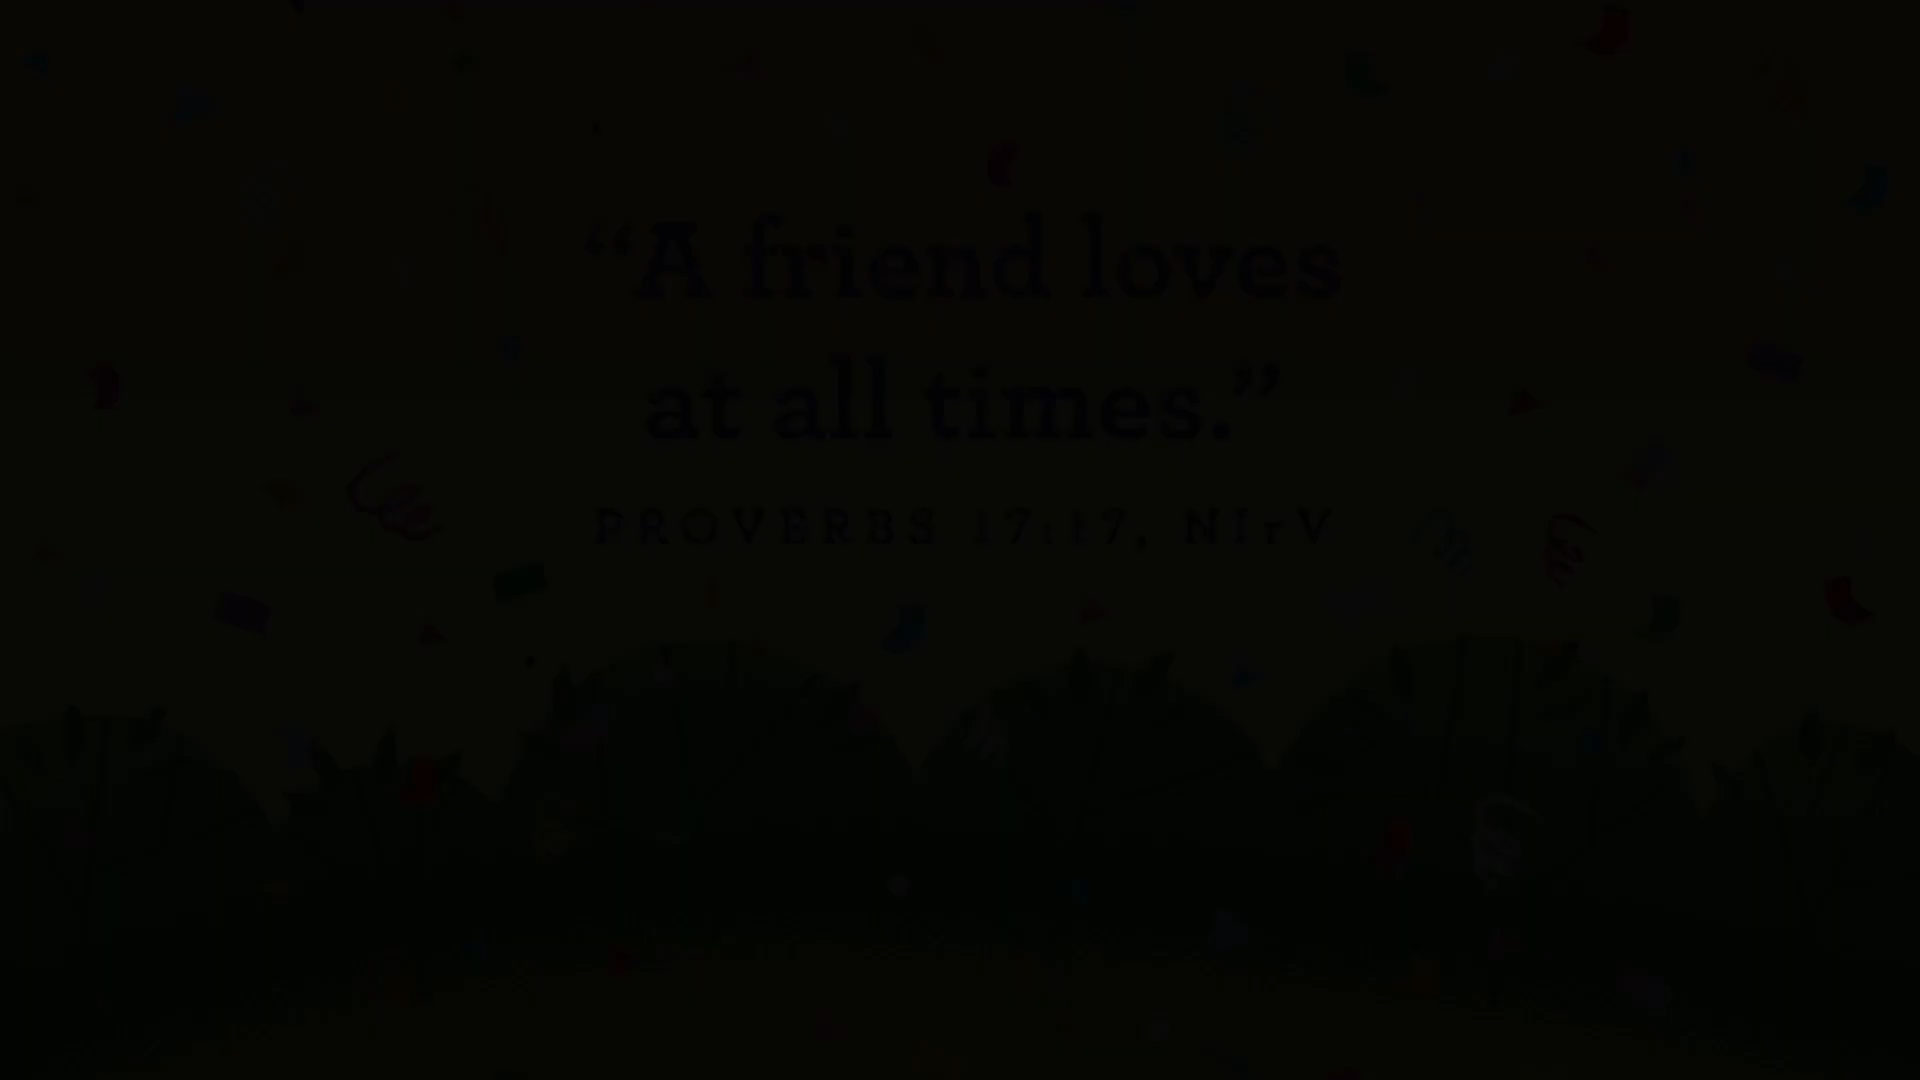 “A friend loves
at all times.”
PROVERBS 17:17, NIrV